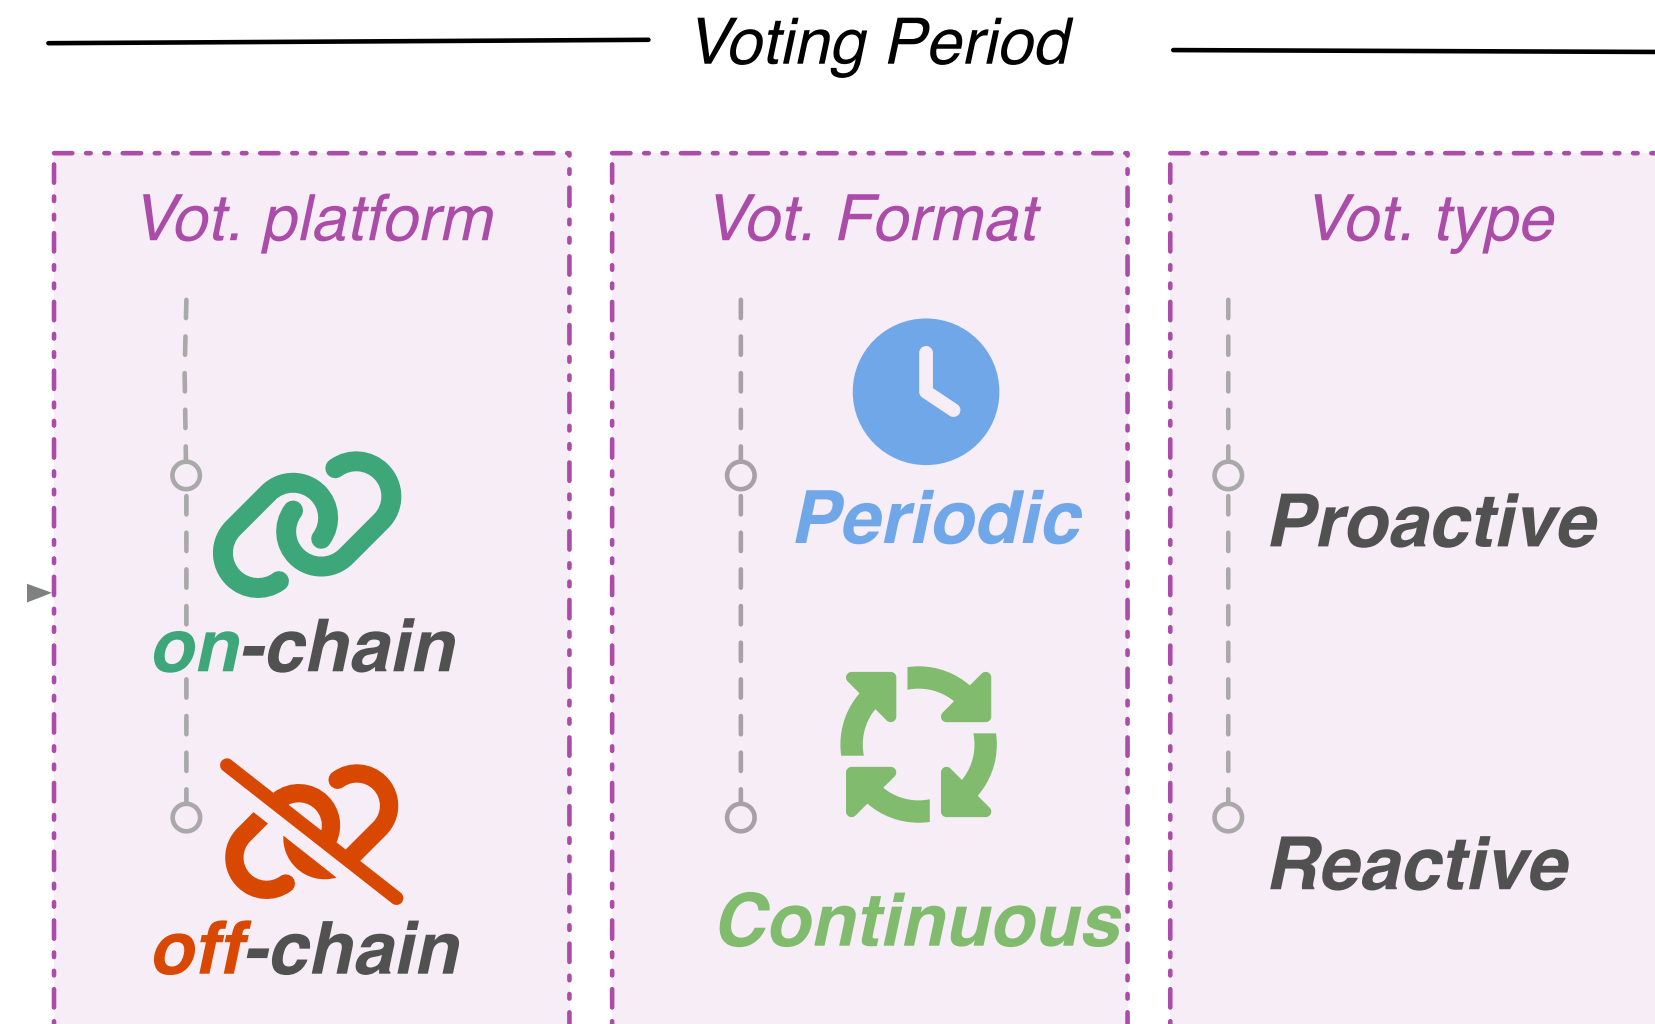 Voting Period
Vot. platform
on-chain
off-chain
Vot. Format
Periodic
Continuous
Vot. type
Proactive
Reactive